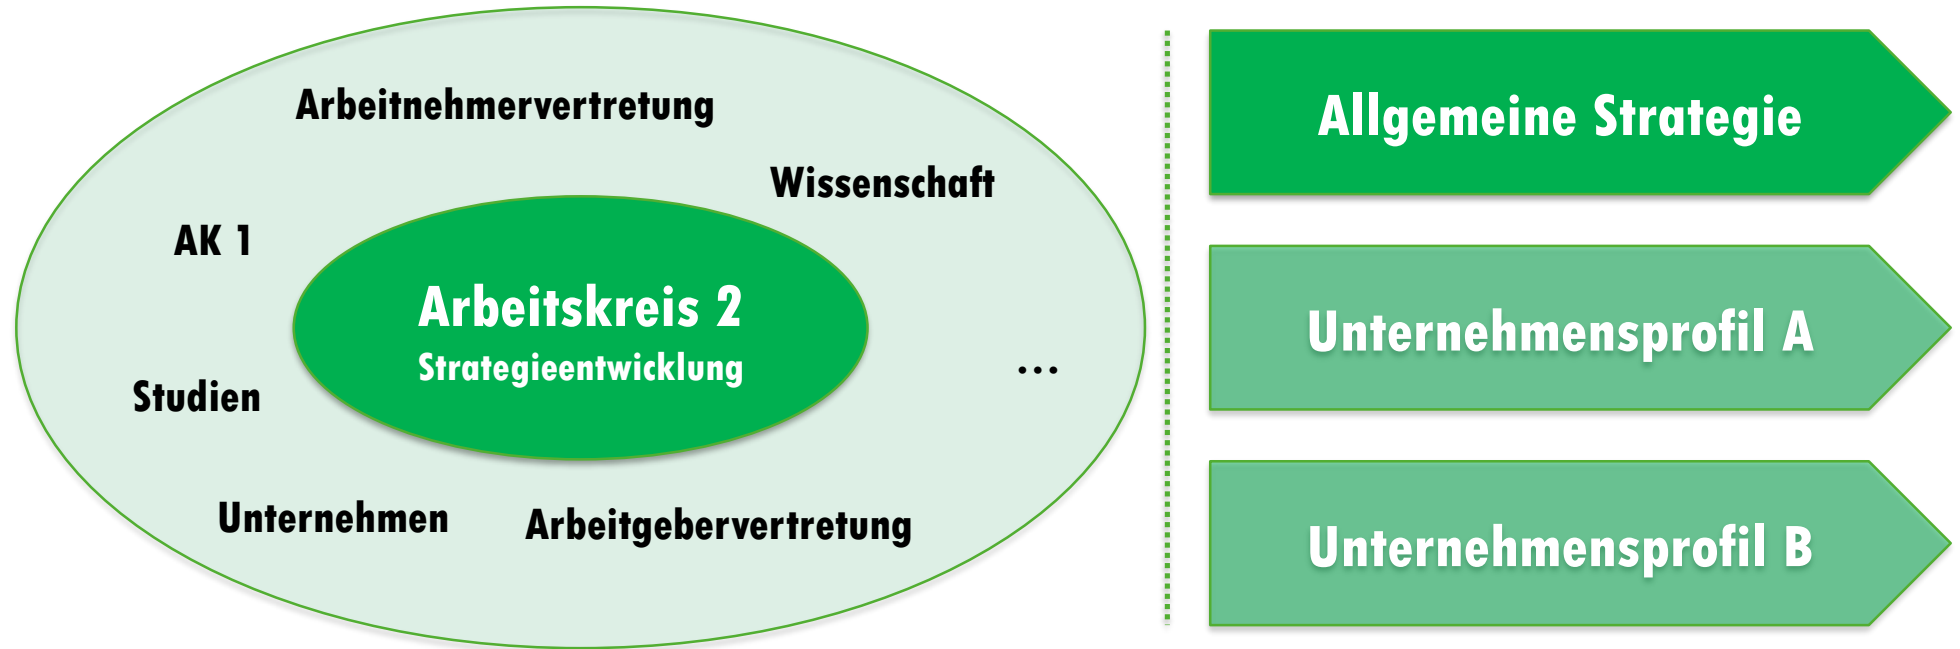 Arbeitnehmervertretung
Wissenschaft
AK 1
Arbeitskreis 2
Strategieentwicklung
...
Studien
Unternehmen
Arbeitgebervertretung
Allgemeine Strategie
Unternehmensprofil A
Unternehmensprofil B